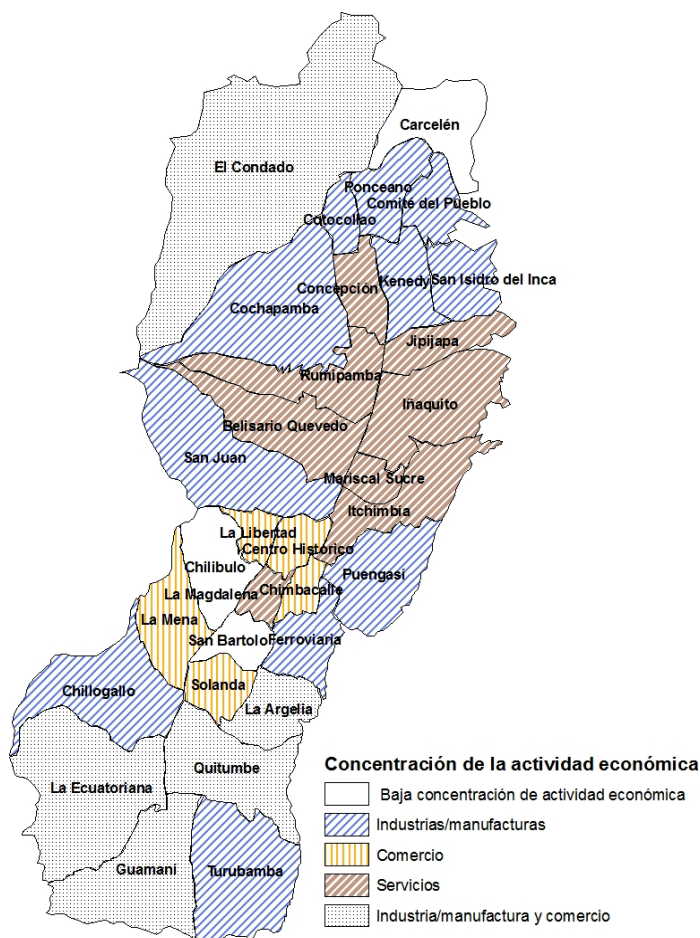 Carcelén
El Condado
Ponceano
Comité del Pueblo
Cotocollao
Concepción
Kenedy
San Isidro del Inca
Cochapamba
Jipijapa
Rumipamba
Iñaquito
Belisario Quevedo
San Juan
Mariscal Sucre
Itchimbía
La Libertad
Centro Histórico
Chilibulo
Puengasí
Chimbacalle
La Magdalena
La Mena
San Bartolo
Ferroviaria
Solanda
Chillogallo
La Argelia
Quitumbe
La Ecuatoriana
Guamaní
Turubamba
Concentración de la actividad económica
Baja concentración de actividad económica
Industrias/manufacturas
Comercio
Servicios
Industria/manufactura y comercio